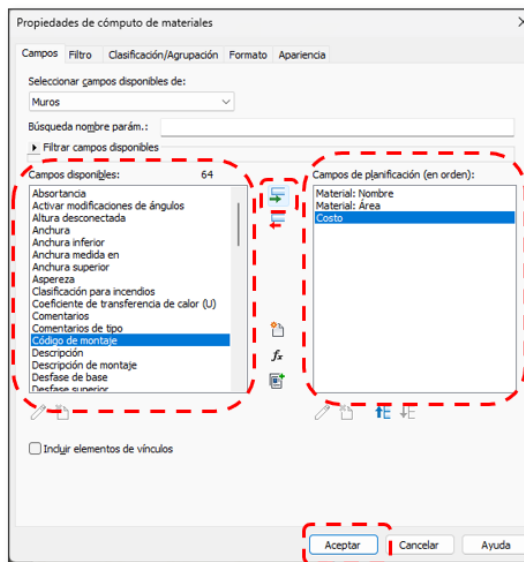 Propiedades de cómputo de materiales
Campos Filtro Clasificación/Agrupación Formato Apariencia
Seleccionar campos disponibles de:
Muros
Búsqueda nombre parám.:
Filtrar campos disponibles
Campos disponibles: 64
Absortancia
Activar modificaciones de ángulos
Altura desconectada
Anchura
Anchura inferior
Anchura medida en
Anchura superior
Aspereza
Clasificación para incendios
Coeficiente de transferencia de calor (U)
Comentarios
Comentarios de tipo
Código de montaje
Descripción
Descripción de montaje
Desfase de base
Desfase superior
fx
Campos de planificación (en orden):
Material: Nombre
Material: Área
Costo
Incluir elementos de vínculos
Aceptar Cancelar Ayuda